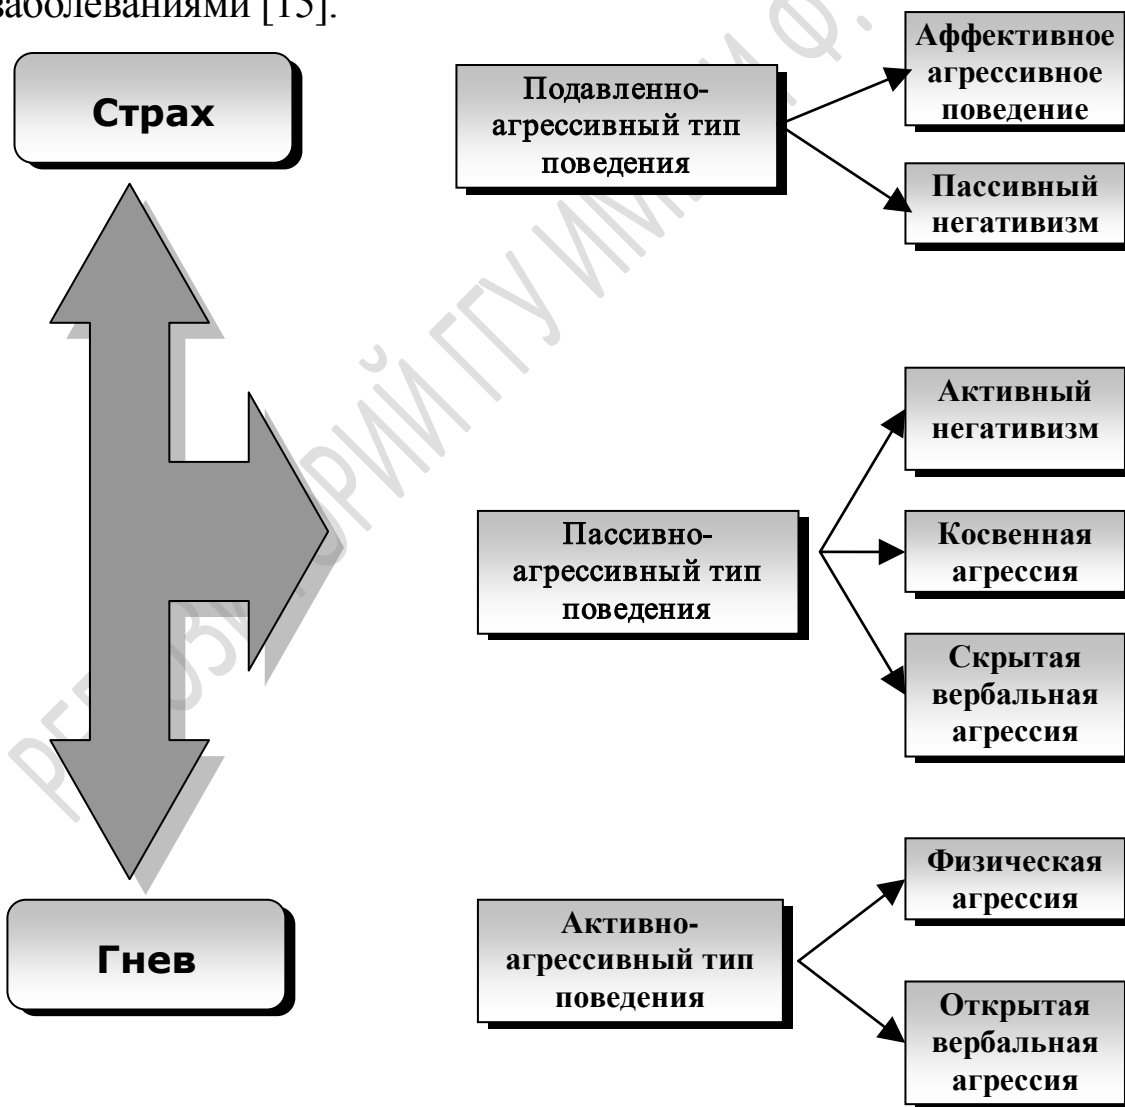 заболеваниями [15].
Страх
Подавленно-
агрессивный тип
поведения
Аффективное
агрессивное
поведение
Пассивный
негативизм
Пассивно-
агрессивный тип
поведения
Активный
негативизм
Косвенная
агрессия
Скрытая
вербальная
агрессия
Гнев
Активно-
агрессивный тип
поведения
Физическая
агрессия
Открытая
вербальная
агрессия
ГГУ